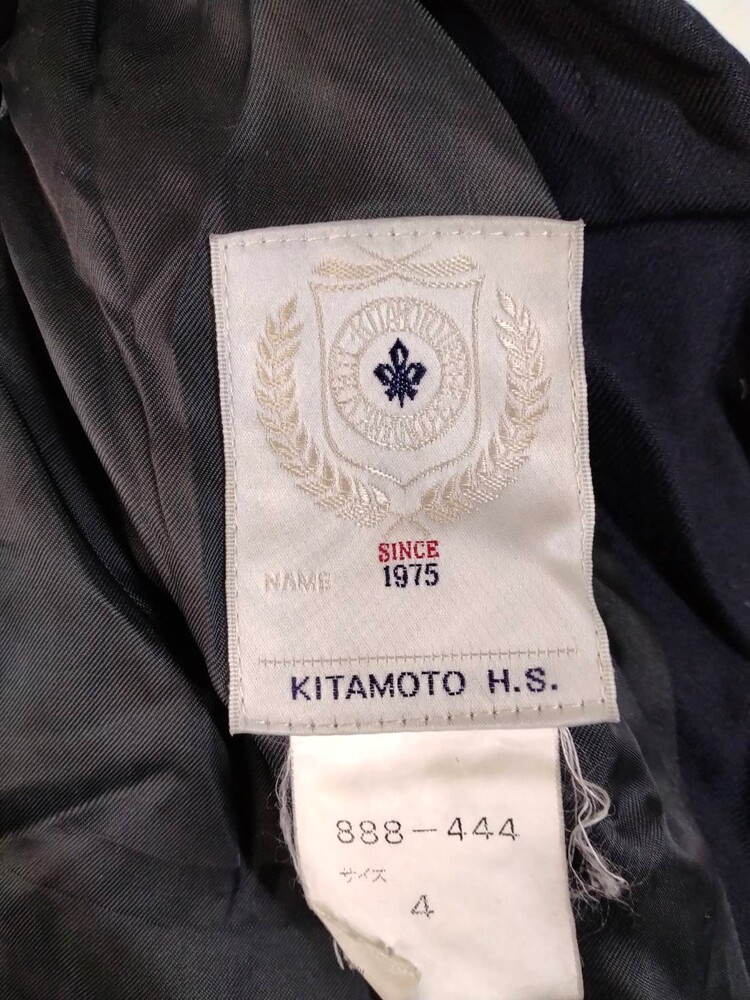 SINCE
1975
NAME
KITAMOTO H.S.
888-444
サイズ
4